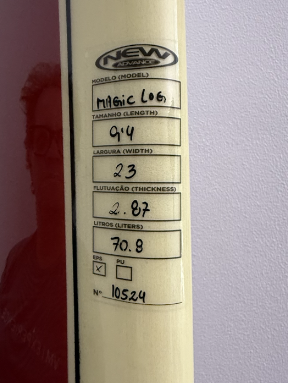 NEW
ADVANCE
MODELO (MODEL)
MAGIC LOG
TAMANHO (LENGTH)
9'4
LARGURA (WIDTH)
23
FLUTUAÇÃO (THICKNESS)
2.87
LITROS (LITERS)
70.8
EPS PU
X
Nº 10524